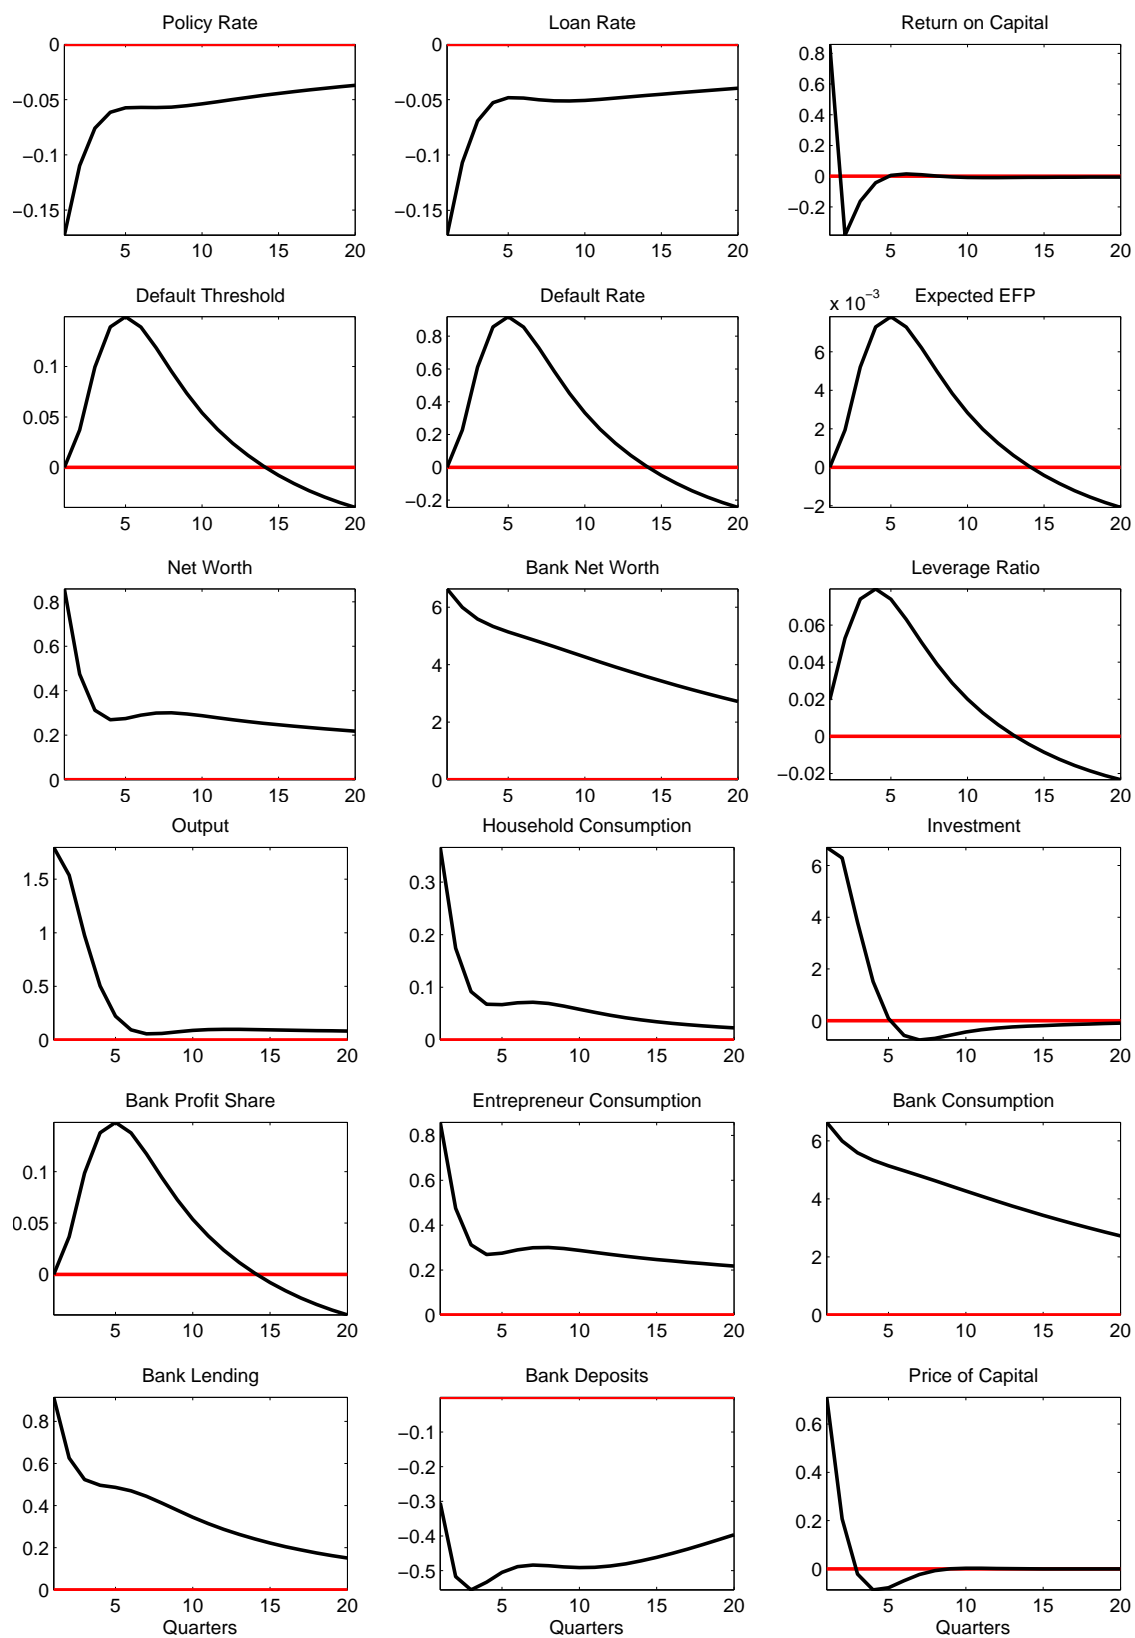 Policy Rate Loan Rate Return on Capital
0 0 0.8
−0.05 −0.05 0.6
0.4
−0.1 −0.1 0.2
0
−0.15 −0.15 −0.2
5 10 15 20 5 10 15 20 5 10 15 20
Default Threshold Default Rate x 10−3 Expected EFP
0.1 0.8 6
0.6 4
0.05 0.4 2
0.2
0 0 0
−0.2 −2
5 10 15 20 5 10 15 20 5 10 15 20
Net Worth Bank Net Worth Leverage Ratio
0.8 6 0.06
0.6 4 0.04
0.4 0.02
2 0
0.2
0 0 −0.02
5 10 15 20 5 10 15 20 5 10 15 20
Output Household Consumption Investment
1.5 0.3 6
4
1 0.2
2
0.5 0.1
0
0 0
5 10 15 20 5 10 15 20 5 10 15 20
Bank Profit Share Entrepreneur Consumption Bank Consumption
0.8 6
0.1 0.6
4
0.05 0.4
2
0 0.2
0 0
5 10 15 20 5 10 15 20 5 10 15 20
Bank Lending Bank Deposits Price of Capital
0.8 −0.1 0.6
0.6 −0.2 0.4
0.4 −0.3
0.2
0.2 −0.4
−0.5 0
0
5 10 15 20 5 10 15 20 5 10 15 20
Quarters Quarters Quarters